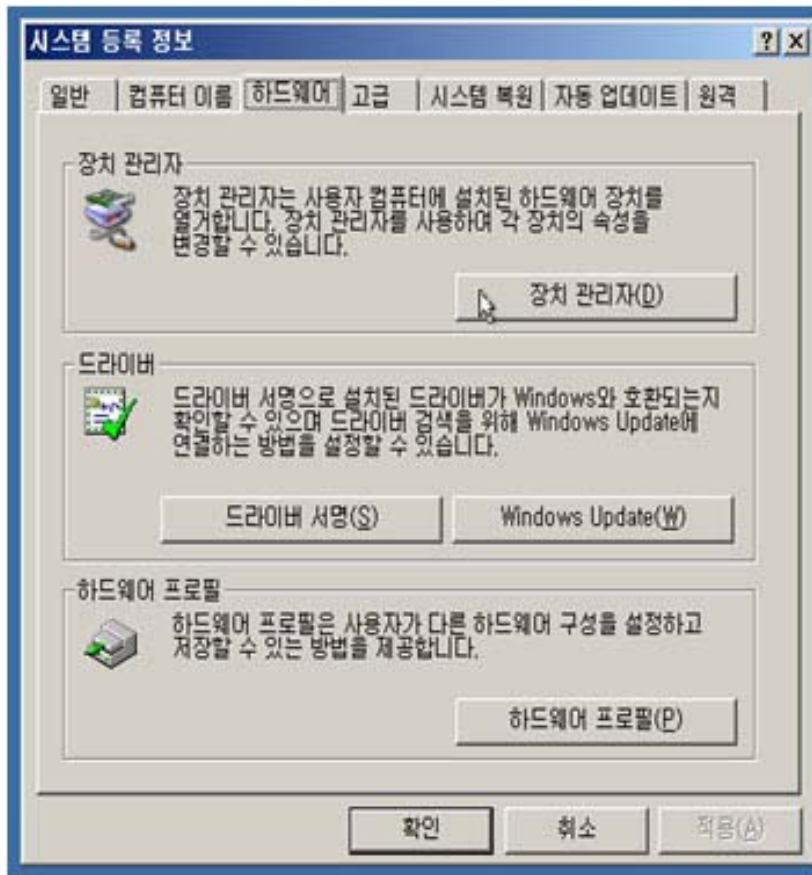 시스템 등록 정보
일반 컴퓨터 이름 하드웨어 고급 시스템 복원 자동 업데이트 원격
장치 관리자
장치 관리자는 사용자 컴퓨터에 설치된 하드웨어 장치를
열거합니다. 장치 관리자를 사용하여 각 장치의 속성을
변경할 수 있습니다.
장치 관리자(D)
드라이버
드라이버 서명으로 설치된 드라이버가 Windows와 호환되는지
확인할 수 있으며 드라이버 검색을 위해 Windows Update에
연결하는 방법을 설정할 수 있습니다.
드라이버 서명(S) Windows Update(W)
하드웨어 프로필
하드웨어 프로필은 사용자가 다른 하드웨어 구성을 설정하고
저장할 수 있는 방법을 제공합니다.
하드웨어 프로필(P)
확인 취소 적용(A)